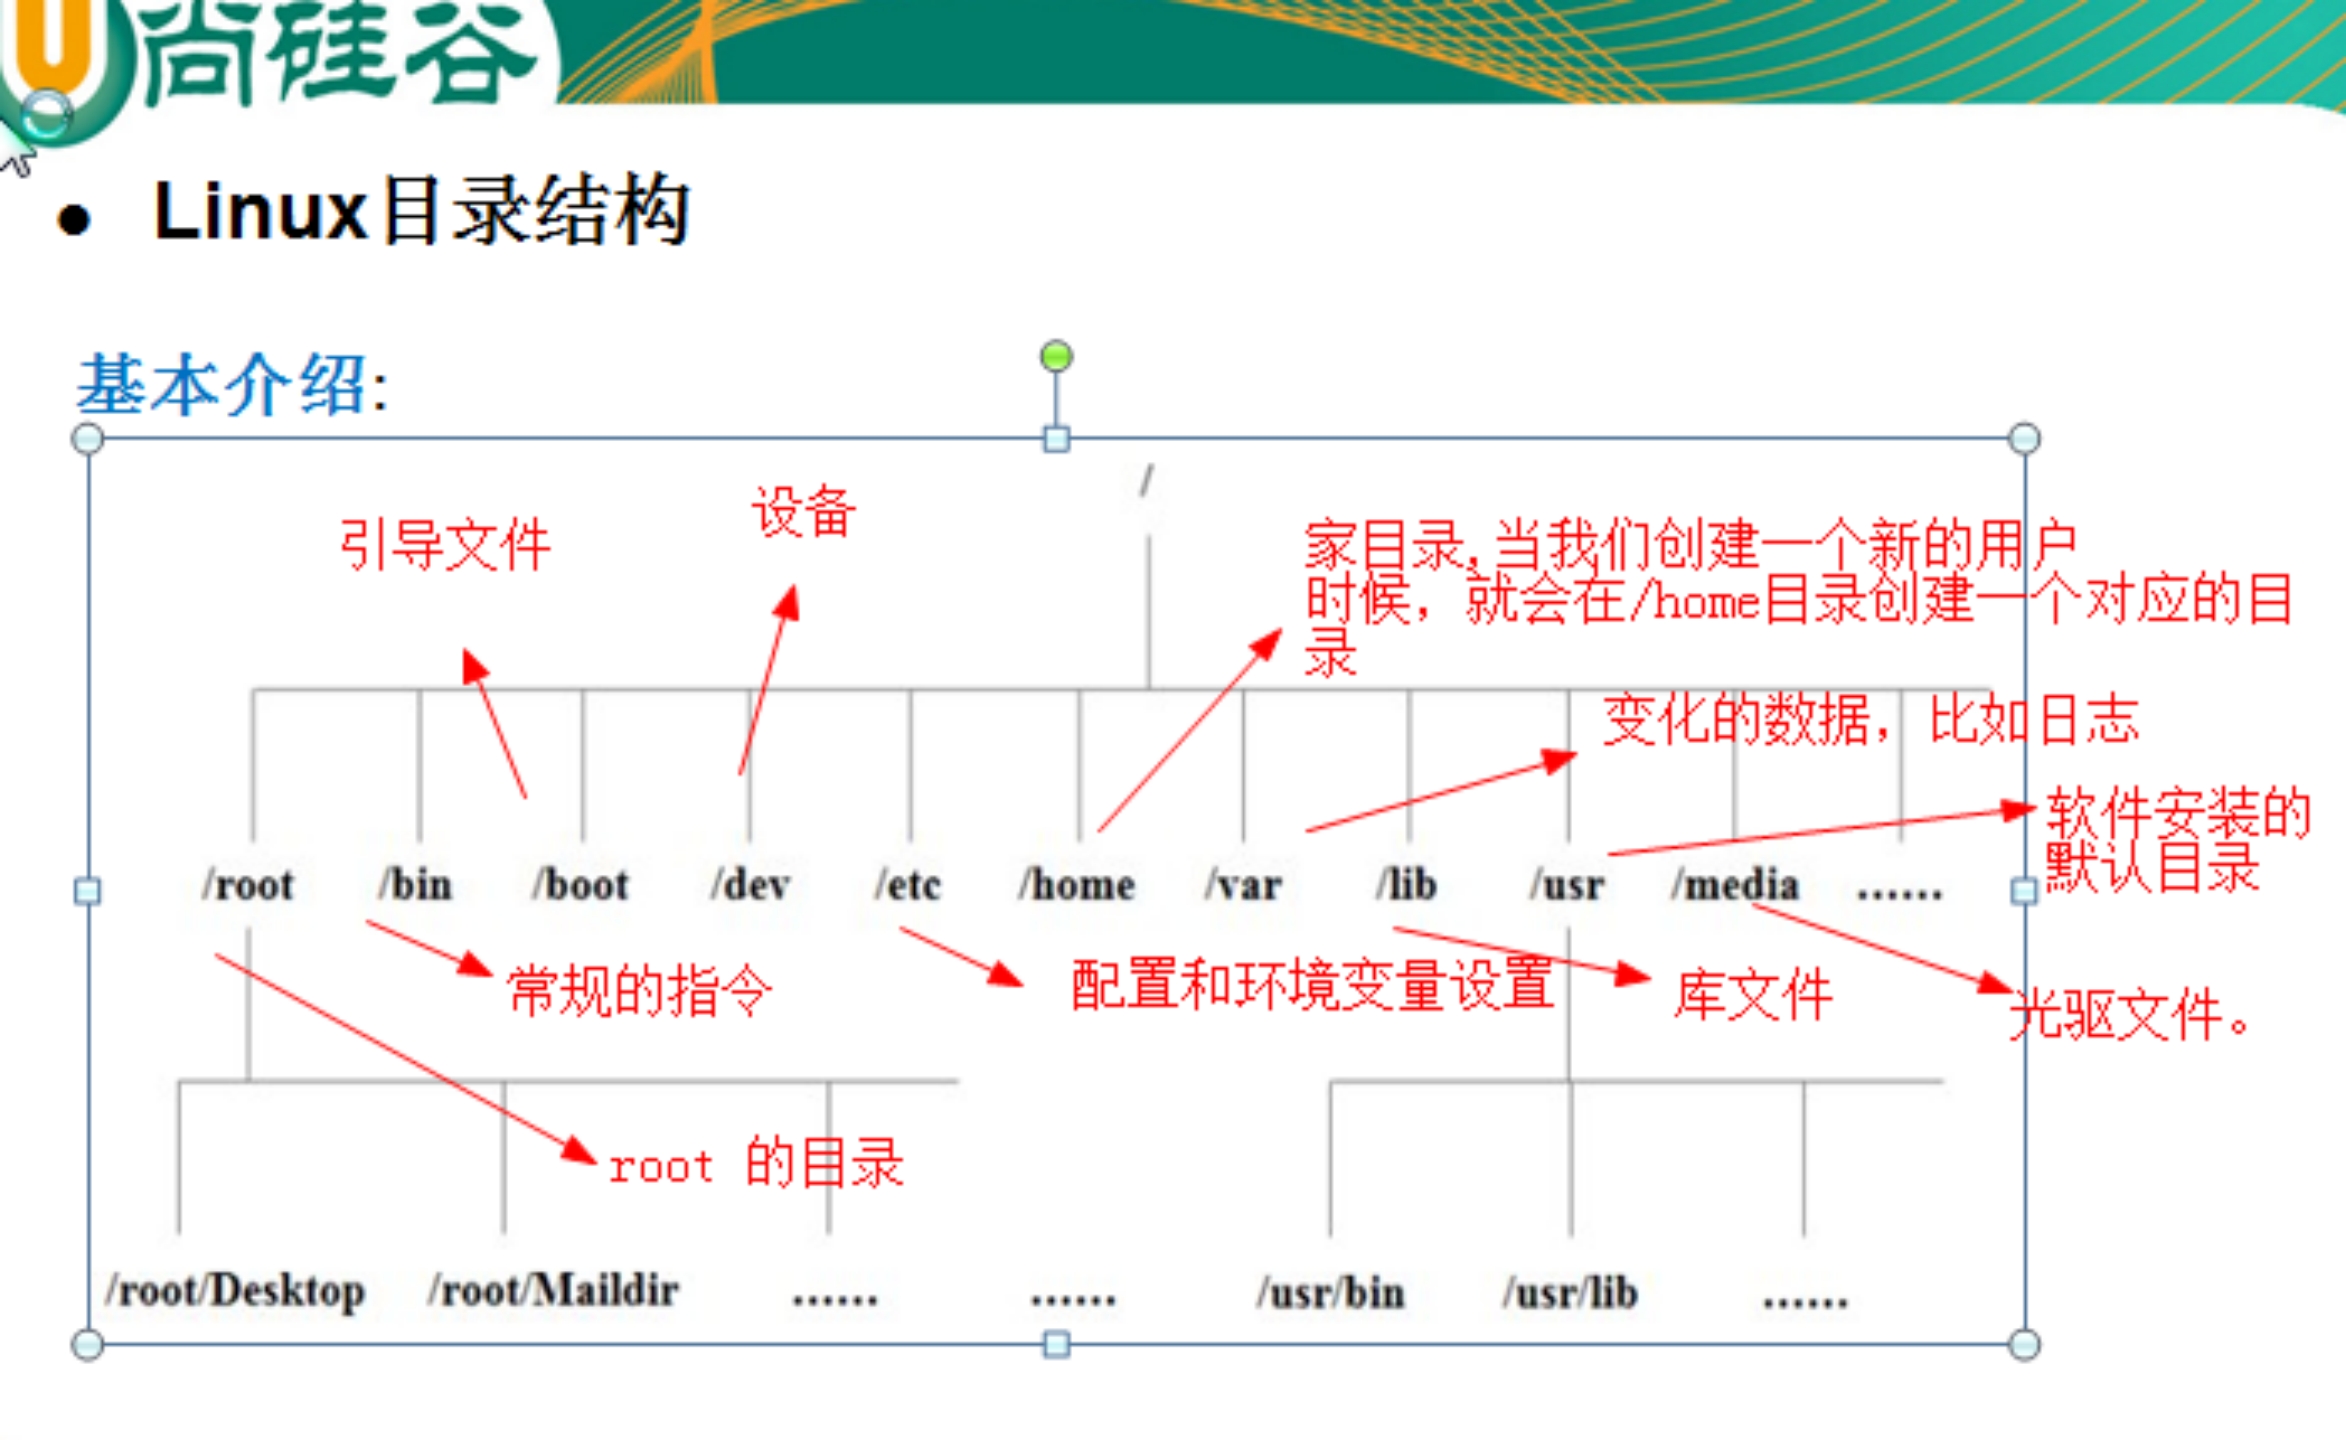 尚硅谷
Linux目录结构
基本介绍:
/
引导文件
设备
家目录,当我们创建一个新的用户
时候，就会在/home目录创建一个对应的目
录
变化的数据，比如日志
软件安装的
默认目录
/root /bin /boot /dev /etc /home /var /lib /usr /media ……
常规的指令
配置和环境变量设置
库文件
光驱文件。
root 的目录
/root/Desktop /root/Maildir …… …… /usr/bin /usr/lib ……